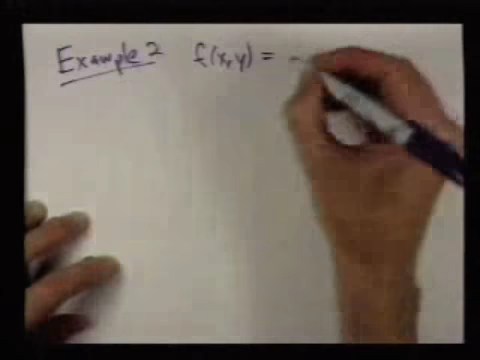 Example 2 f(x,y) = -